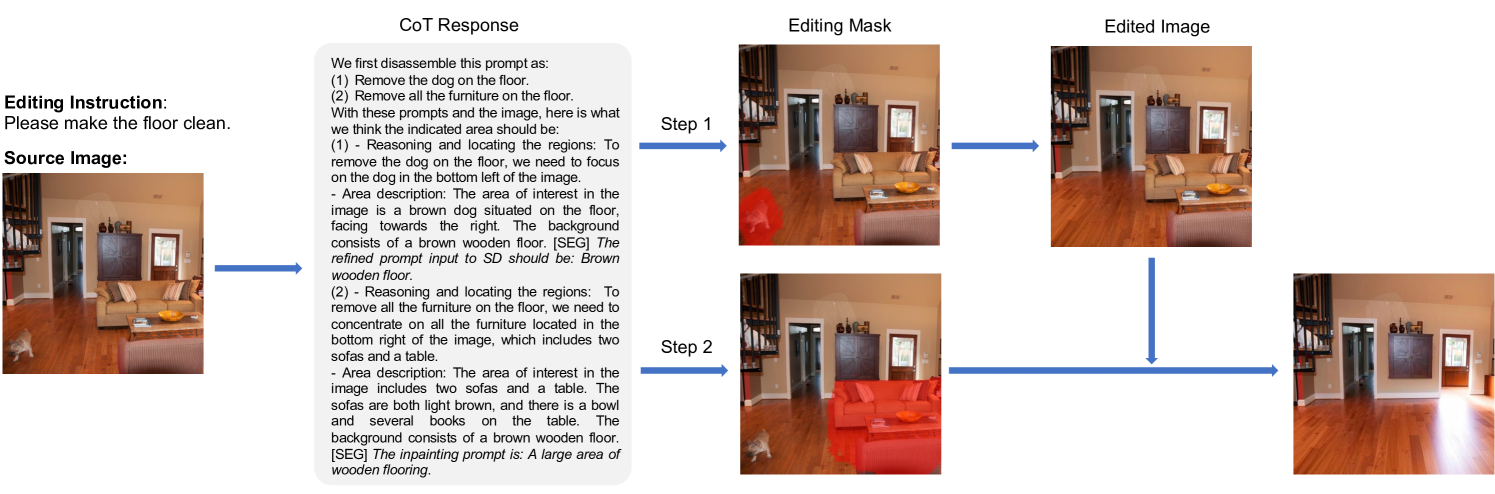 CoT Response
Editing Mask
Edited Image
Editing Instruction:
Please make the floor clean.
Source Image:
We first disassemble this prompt as:
(1) Remove the dog on the floor.
(2) Remove all the furniture on the floor.
With these prompts and the image, here is what
we think the indicated area should be:
(1) - Reasoning and locating the regions: To
remove the dog on the floor, we need to focus
on the dog in the bottom left of the image.
- Area description: The area of interest in the
image is a brown dog situated on the floor,
facing towards the right. The background
consists of a brown wooden floor. [SEG] The
refined prompt input to SD should be: Brown
wooden floor.
(2) - Reasoning and locating the regions: To
remove all the furniture on the floor, we need to
concentrate on all the furniture located in the
bottom right of the image, which includes two
sofas and a table.
- Area description: The area of interest in the
image includes two sofas and a table. The
sofas are both light brown, and there is a bowl
and several books on the table. The
background consists of a brown wooden floor.
[SEG] The inpainting prompt is: A large area of
wooden flooring.
Step 1
Step 2